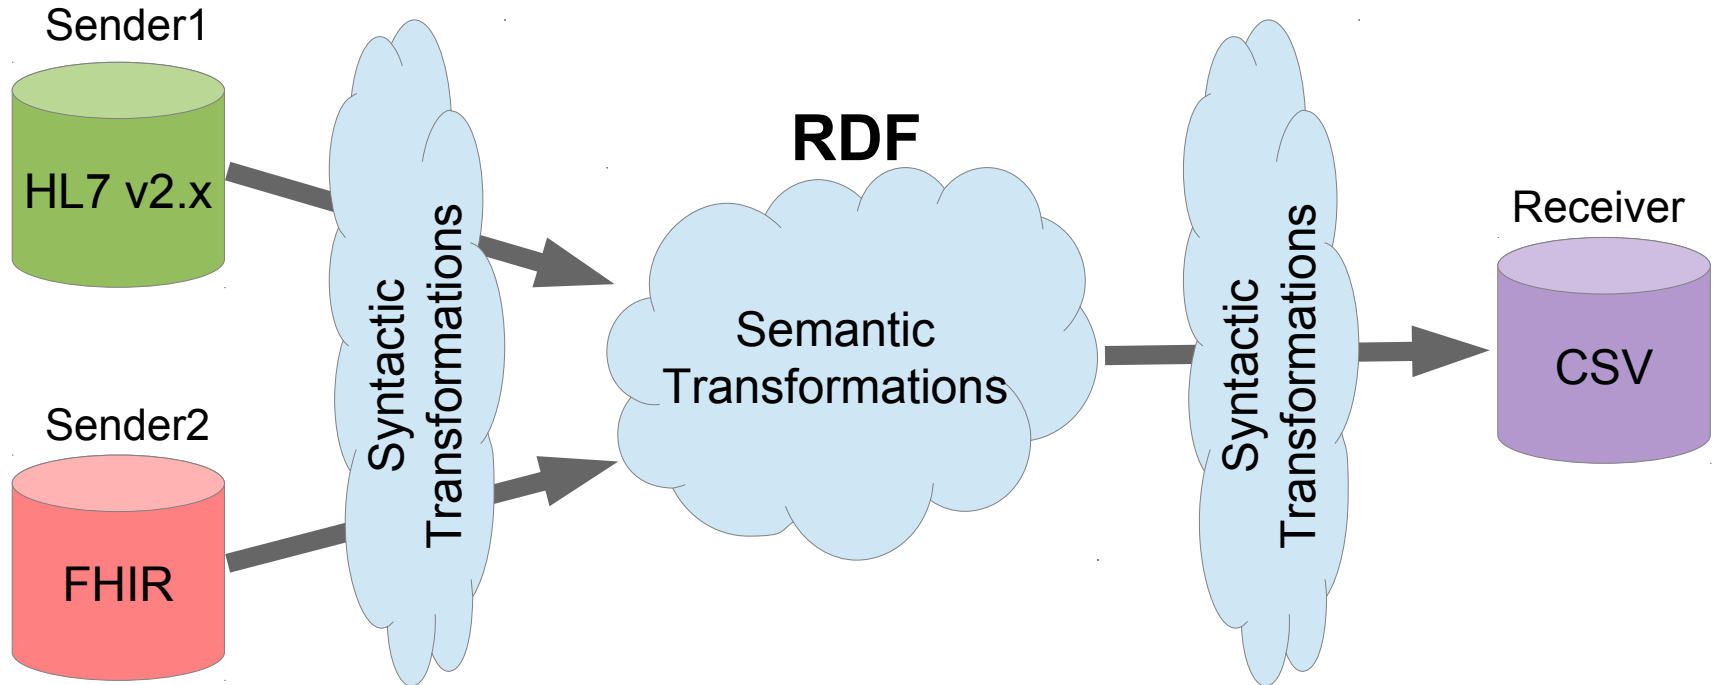 Sender1
HL7 v2.x
Sender2
FHIR
Syntactic
Transformations
RDF
Semantic
Transformations
Syntactic
Transformations
Receiver
CSV